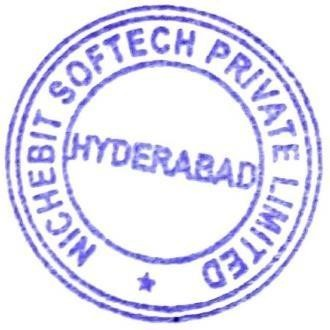 NICHEBIT SOFTECH PRIVATE LIMITED
HYDERABAD